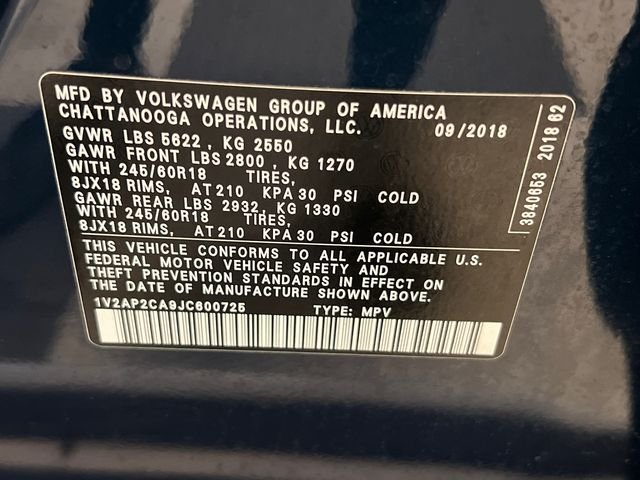 MFD BY VOLKSWAGEN GROUP OF AMERICA
CHATTANOOGA OPERATIONS, LLC. 09/2018
GVWR LBS 5622 , KG 2550
GAWR FRONT LBS 2800 , KG 1270
WITH 245/60R18 TIRES,
8JX18 RIMS, AT 210 KPA 30 PSI COLD
GAWR REAR LBS 2932, KG 1330
WITH 245/60R18 TIRES,
8JX18 RIMS, AT 210 KPA 30 PSI COLD
THIS VEHICLE CONFORMS TO ALL APPLICABLE U.S.
FEDERAL MOTOR VEHICLE SAFETY AND
THEFT PREVENTION STANDARDS IN EFFECT ON
THE DATE OF MANUFACTURE SHOWN ABOVE.
1V2AP2CA9JC600725 TYPE: MPV
3840653 2018 62